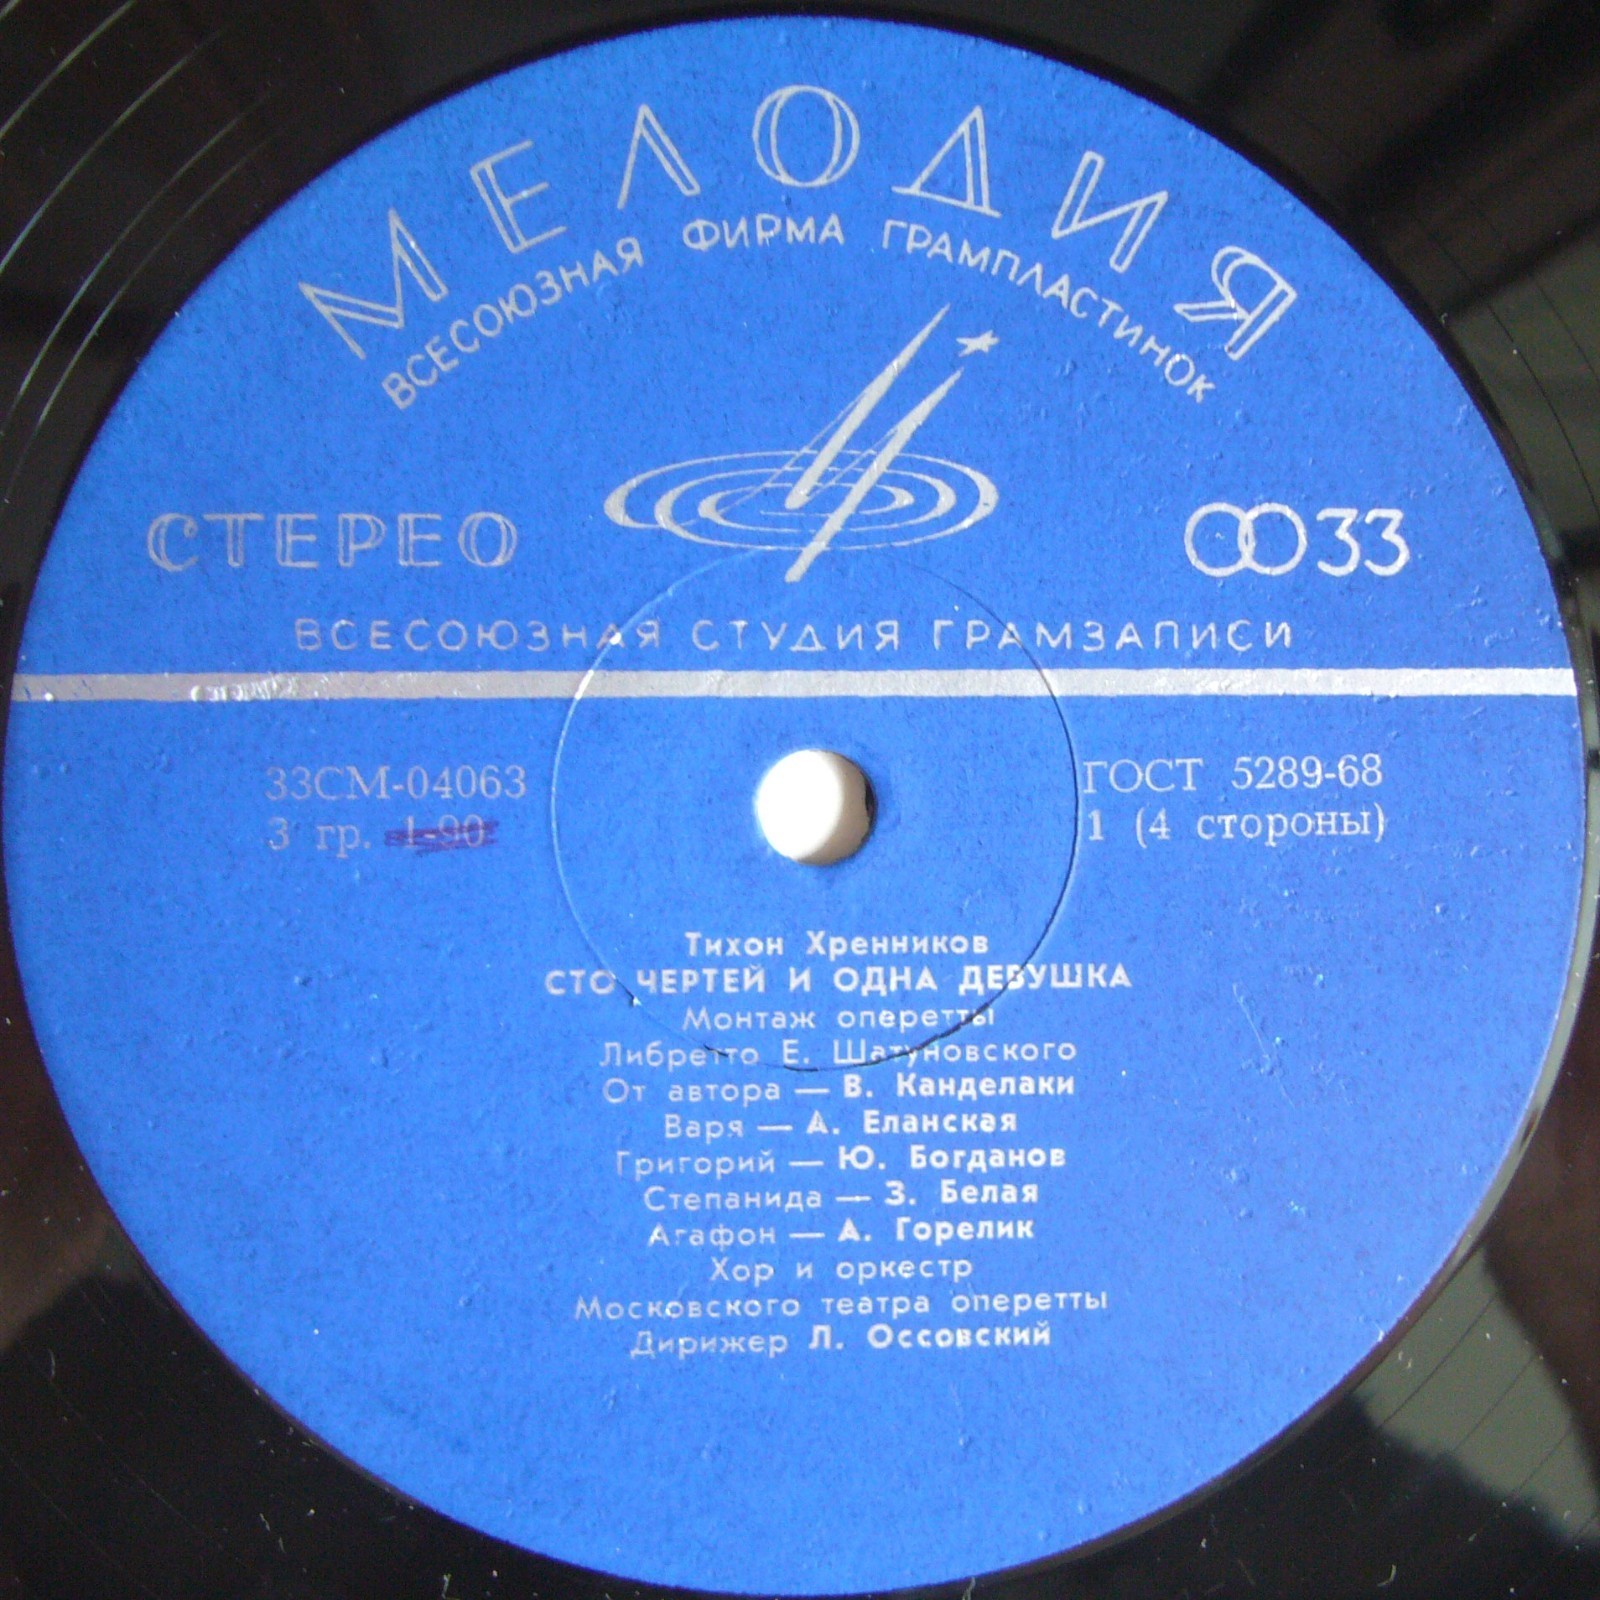 МЕЛОДИЯ
ВСЕСОЮЗНАЯ ФИРМА ГРАМПЛАСТИНОК
СТЕРЕО
33
ВСЕСОЮЗНАЯ СТУДИЯ ГРАМЗАПИСИ
33СМ-04063
3 гр. 1-90
ГОСТ 5289-68
1 (4 стороны)
Тихон Хренников
СТО ЧЕРТЕЙ И ОДНА ДЕВУШКА
Монтаж оперетты
Либретто Е. Шатуновского
От автора — В. Канделаки
Варя — А. Еланская
Григорий — Ю. Богданов
Степанида — З. Белая
Агафон — А. Горелик
Хор и оркестр
Московского театра оперетты
Дирижер Л. Оссовский